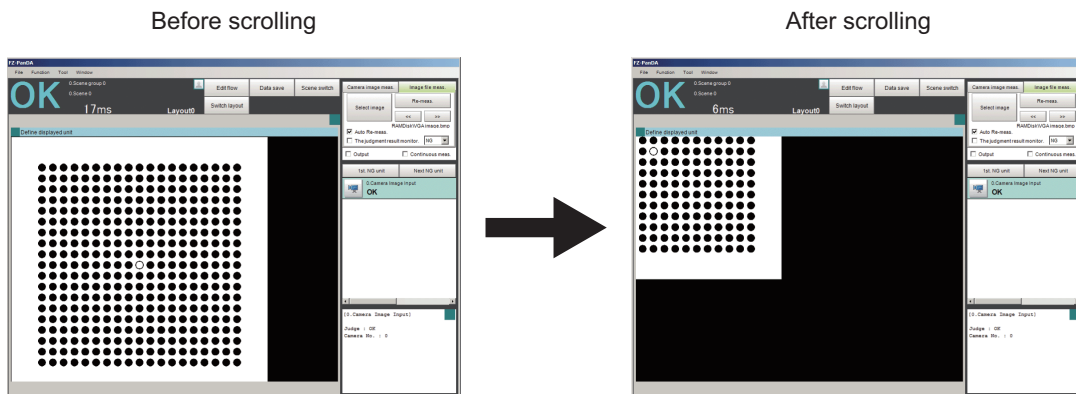 Before scrolling
After scrolling
FZ-PanDA
File Function Tool Window
OK
0.Scene group 0
0.Scene 0
17ms
Layout0
Edit flow
Data save
Scene switch
Switch layout
Define displayed unit
Camera image meas.
Image file meas.
Select image
Re-meas.
<< >>
RAMDisk\VGA image.bmp
Auto Re-meas.
The judgment result monitor. NG
Output
Continuous meas.
1st. NG unit
Next NG unit
0.Camera Image Input
OK
[0.Camera Image Input]
Judge : OK
Camera No. : 0
FZ-PanDA
File Function Tool Window
OK
0.Scene group 0
0.Scene 0
6ms
Layout0
Edit flow
Data save
Scene switch
Switch layout
Define displayed unit
Camera image meas.
Image file meas.
Select image
Re-meas.
<< >>
RAMDisk\VGA image.bmp
Auto Re-meas.
The judgment result monitor. NG
Output
Continuous meas.
1st. NG unit
Next NG unit
0.Camera Image Input
OK
[0.Camera Image Input]
Judge : OK
Camera No. : 0